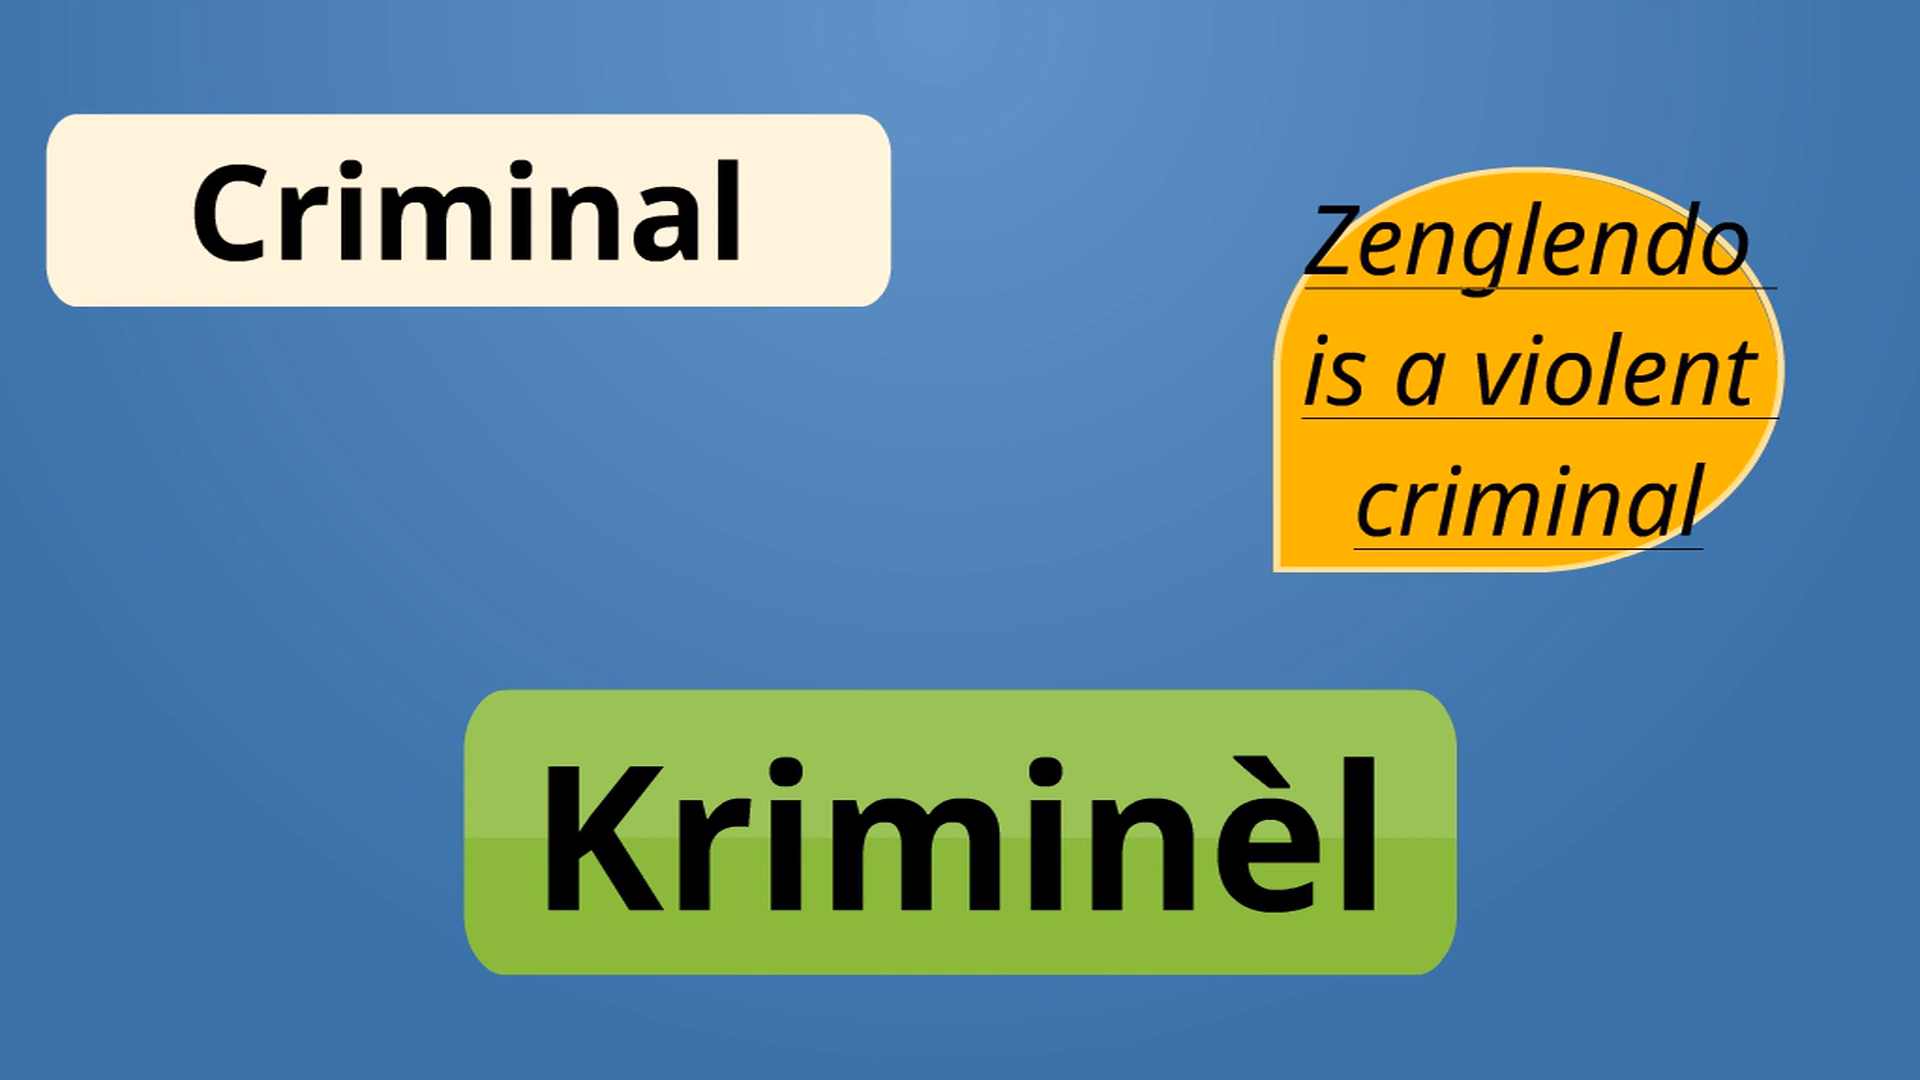 Criminal
Zenglendo
is a violent
criminal
Kriminèl